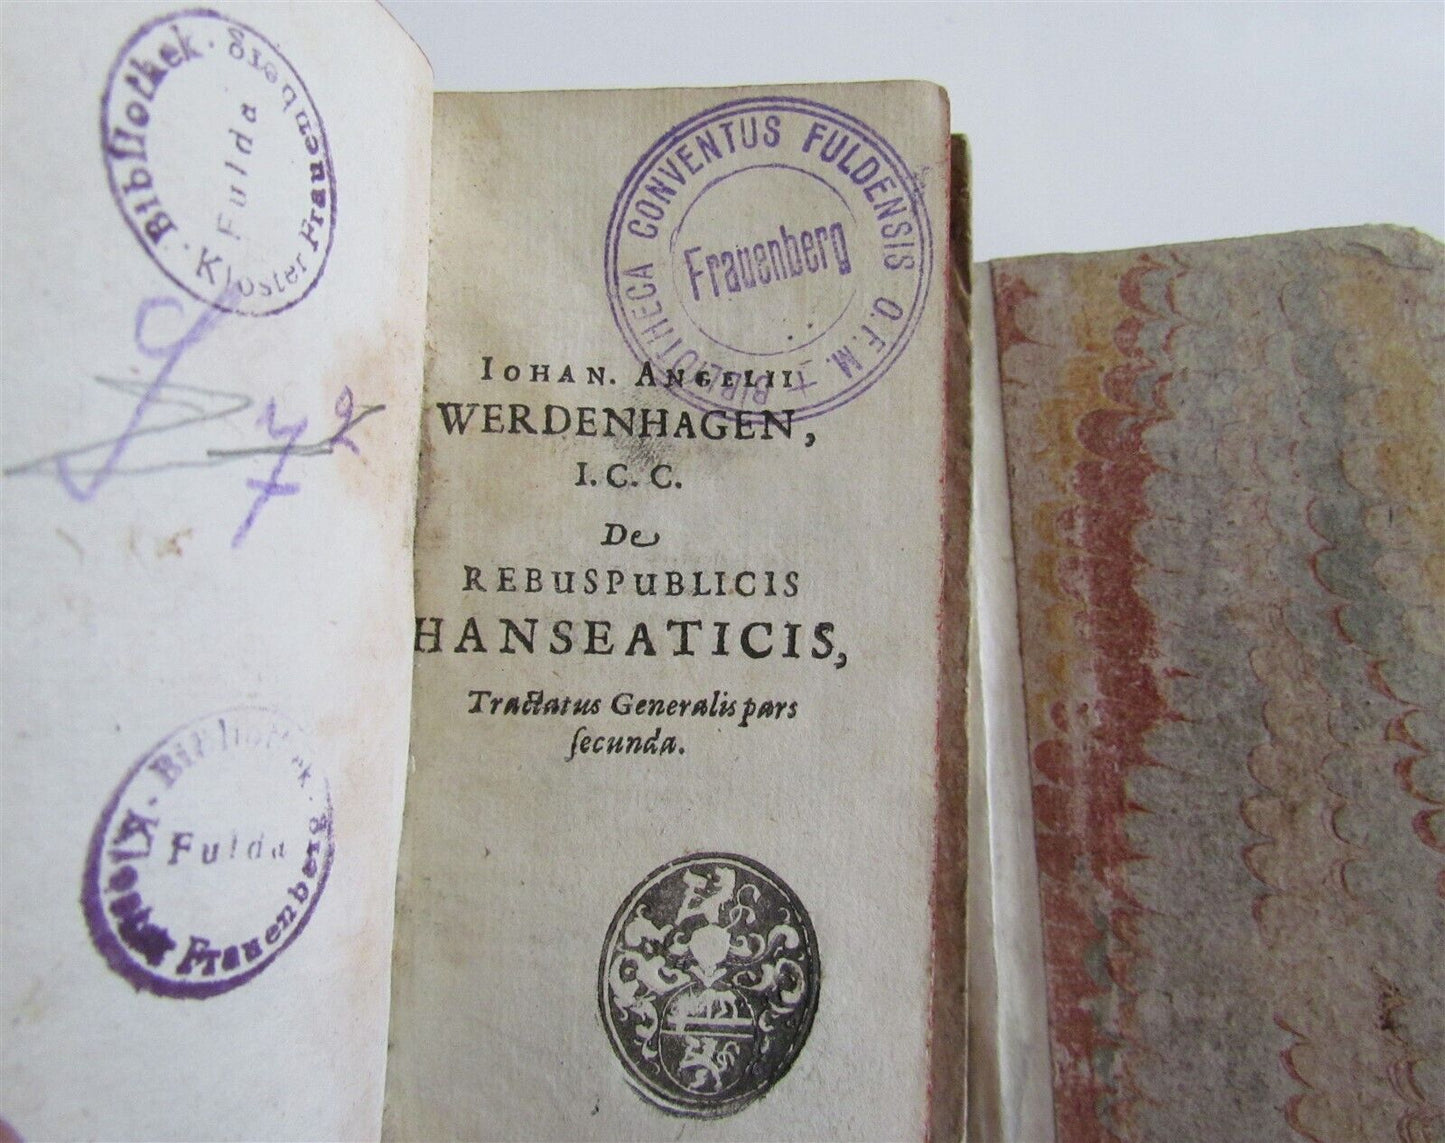 Bibliothek.
Kloster Frauenberg
Fulda
72
Bibliothek.
Kloster Frauenberg
Fulda
BIBLIOTHECA CONVENTUS FULDENSIS O.F.M. +
Frauenberg
IOHAN. ANGELII
WERDENHAGEN,
I. C. C.
De
REBUSPUBLICIS
HANSEATICIS,
Tractatus Generalis pars
ſecunda.